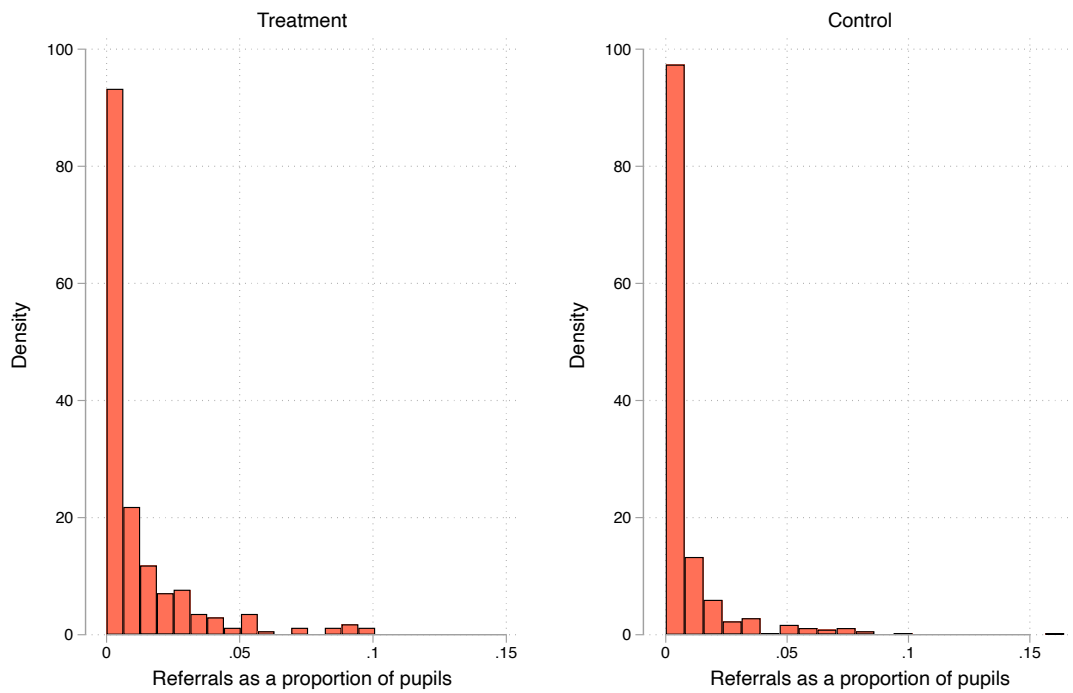 Treatment
100
80
60
40
20
0
Density
0 .05 .1 .15
Referrals as a proportion of pupils
Control
100
80
60
40
20
0
Density
0 .05 .1 .15
Referrals as a proportion of pupils